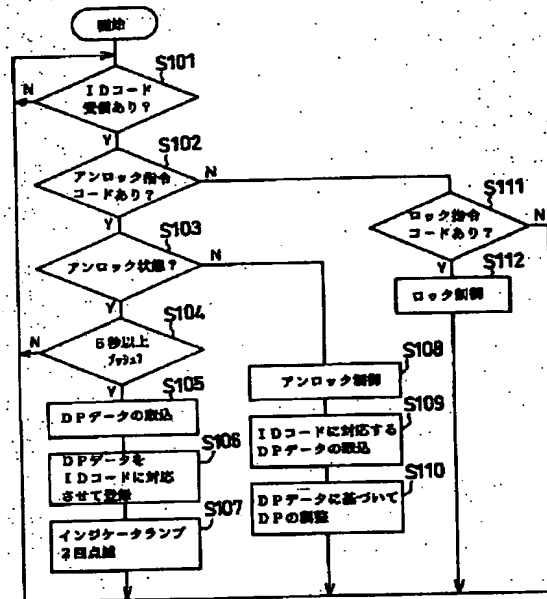 開始
S101
IDコード
受信あり?
N
Y
S102
アンロック指令
コードあり?
N
Y
S103
アンロック状態?
N
Y
S104
5秒以上
プッシュ?
N
Y
S105
DPデータの取込
S106
DPデータを
IDコードに対応
させて登録
S107
インジケータランプ
2回点滅
S108
アンロック制御
S109
IDコードに対応する
DPデータの取込
S110
DPデータに基づいて
DPの調整
S111
ロック指令
コードあり?
N
Y
S112
ロック制御